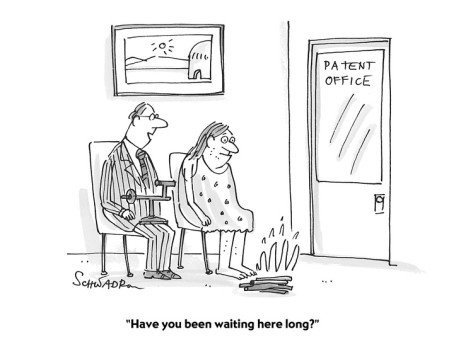 PATENT
OFFICE
SCHWADRON
"Have you been waiting here long?"